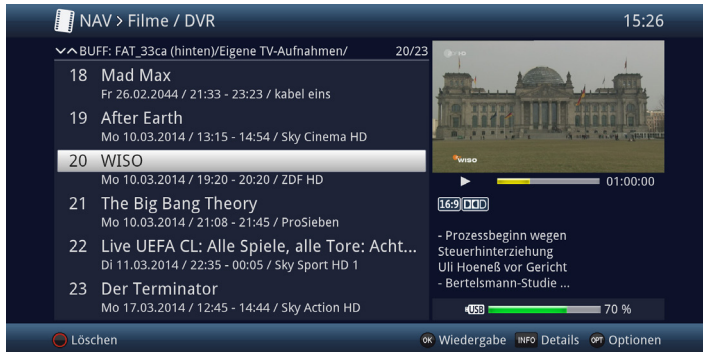 NAV > Filme / DVR 15:26
BUFF: FAT_33ca (hinten)/Eigene TV-Aufnahmen/ 20/23
18 Mad Max
Fr 26.02.2044 / 21:33 - 23:23 / kabel eins
19 After Earth
Mo 10.03.2014 / 13:15 - 14:54 / Sky Cinema HD
20 WISO
Mo 10.03.2014 / 19:20 - 20:20 / ZDF HD
21 The Big Bang Theory
Mo 10.03.2014 / 21:08 - 21:45 / ProSieben
22 Live UEFA CL: Alle Spiele, alle Tore: Acht...
Di 11.03.2014 / 22:35 - 00:05 / Sky Sport HD 1
23 Der Terminator
Mo 17.03.2014 / 12:45 - 14:44 / Sky Action HD
WISO
01:00:00
16:9 D
- Prozessbeginn wegen
Steuerhinterziehung
Uli Hoeneß vor Gericht
- Bertelsmann-Studie ...
USB 70 %
Löschen OK Wiedergabe INFO Details OPT Optionen